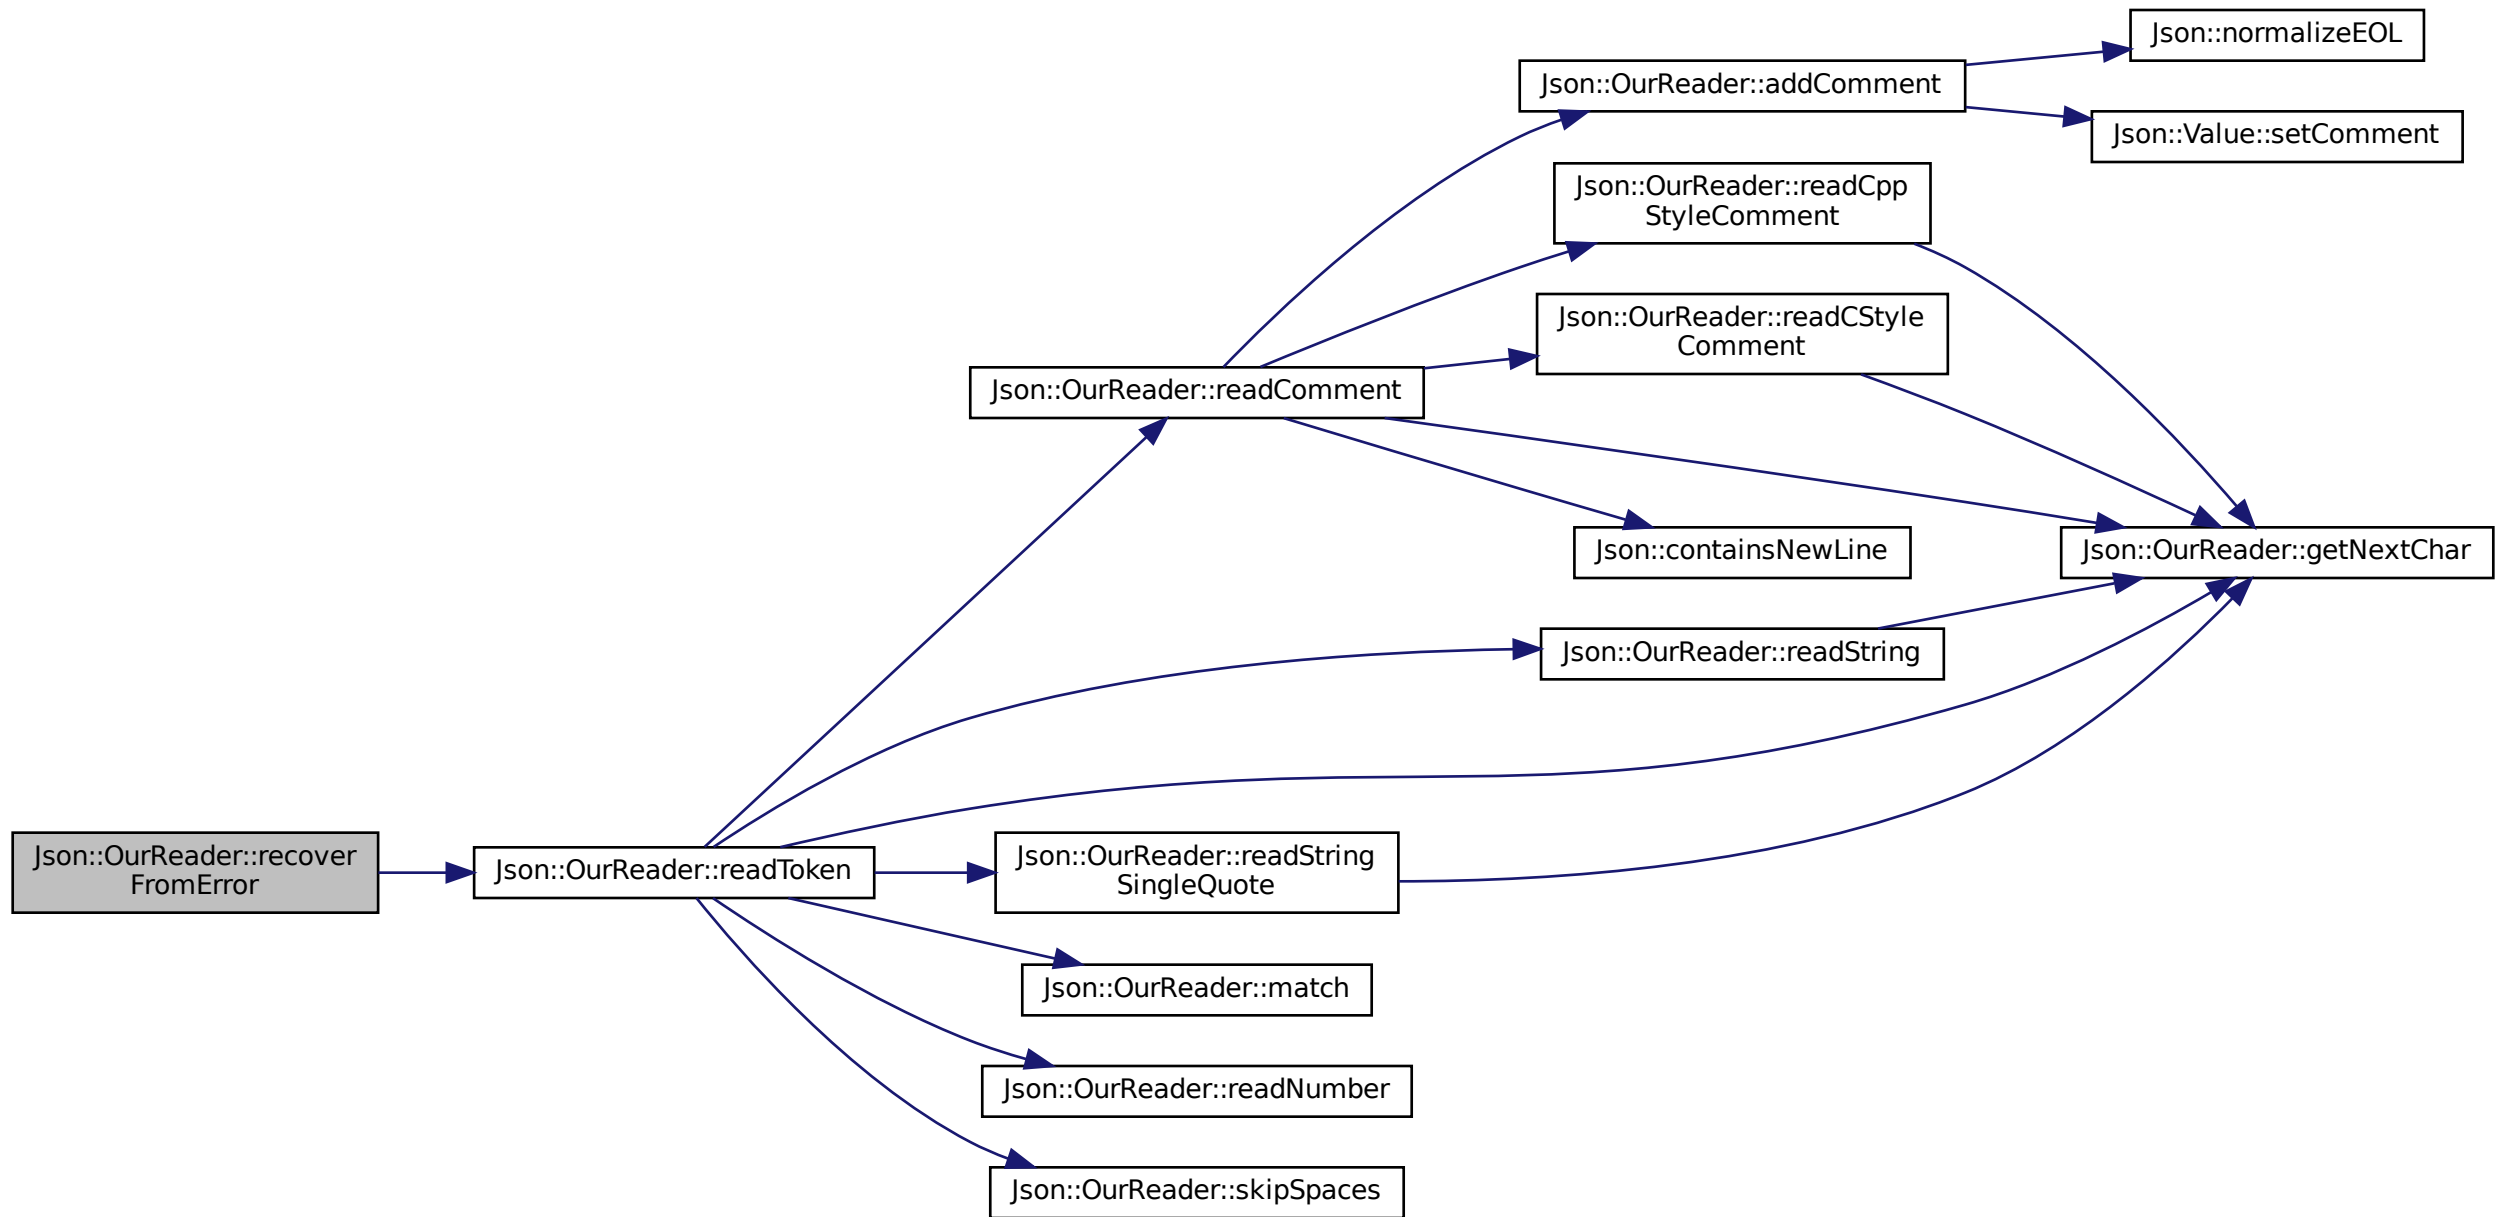 Json::normalizeEOL
Json::OurReader::addComment
Json::Value::setComment
Json::OurReader::readCpp
StyleComment
Json::OurReader::readCStyle
Comment
Json::OurReader::readComment
Json::containsNewLine
Json::OurReader::getNextChar
Json::OurReader::readString
Json::OurReader::recover
FromError
Json::OurReader::readToken
Json::OurReader::readString
SingleQuote
Json::OurReader::match
Json::OurReader::readNumber
Json::OurReader::skipSpaces